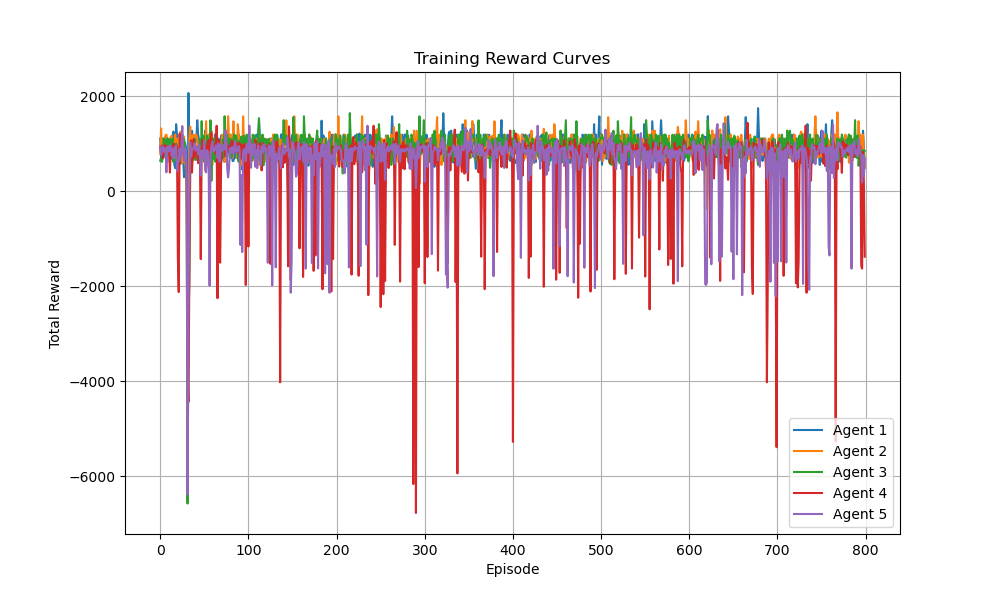 Training Reward Curves
Total Reward
2000
0
−2000
−4000
−6000
0 100 200 300 400 500 600 700 800
Episode
Agent 1
Agent 2
Agent 3
Agent 4
Agent 5